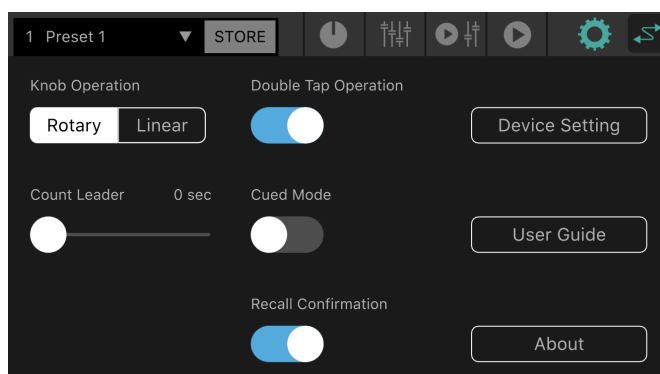 1 Preset 1 ▼ STORE
Knob Operation
Double Tap Operation
Rotary Linear
Device Setting
Count Leader 0 sec
Cued Mode
User Guide
Recall Confirmation
About